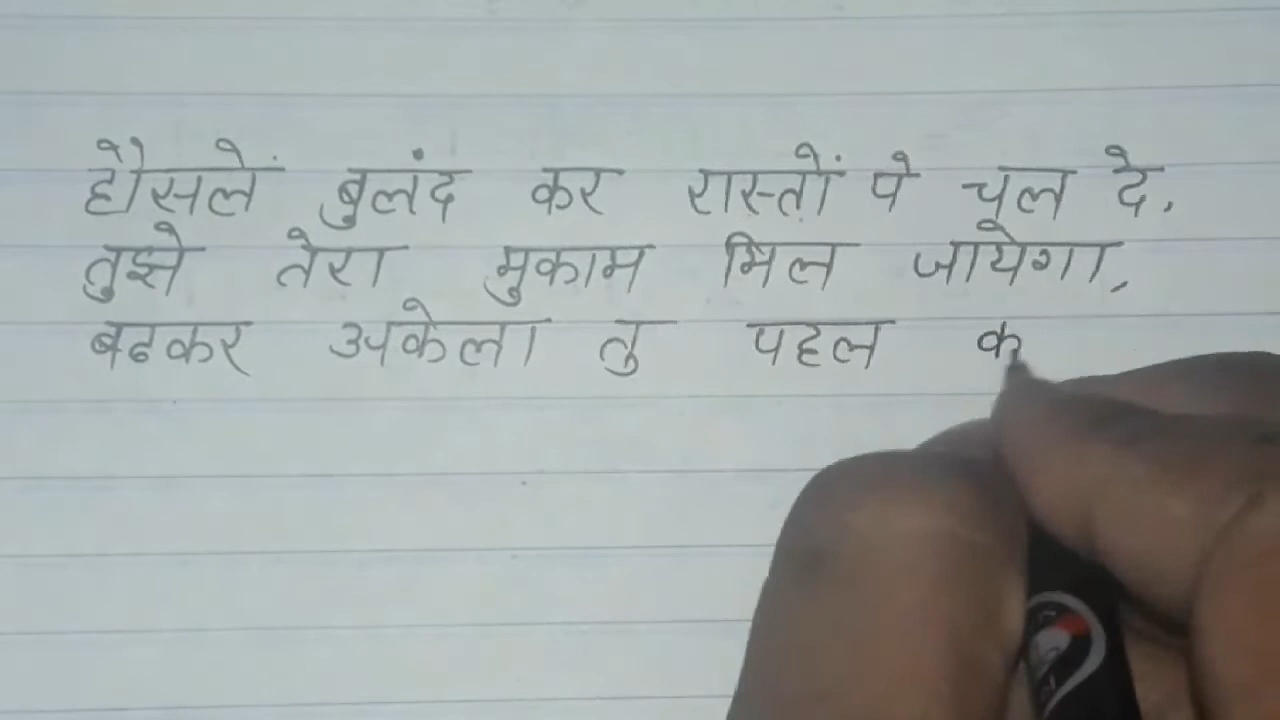 हौसलें बुलंद कर रास्तों पे चल दे,
तुझे तेरा मुकाम मिल जायेगा,
बढकर अकेला तु पहल क